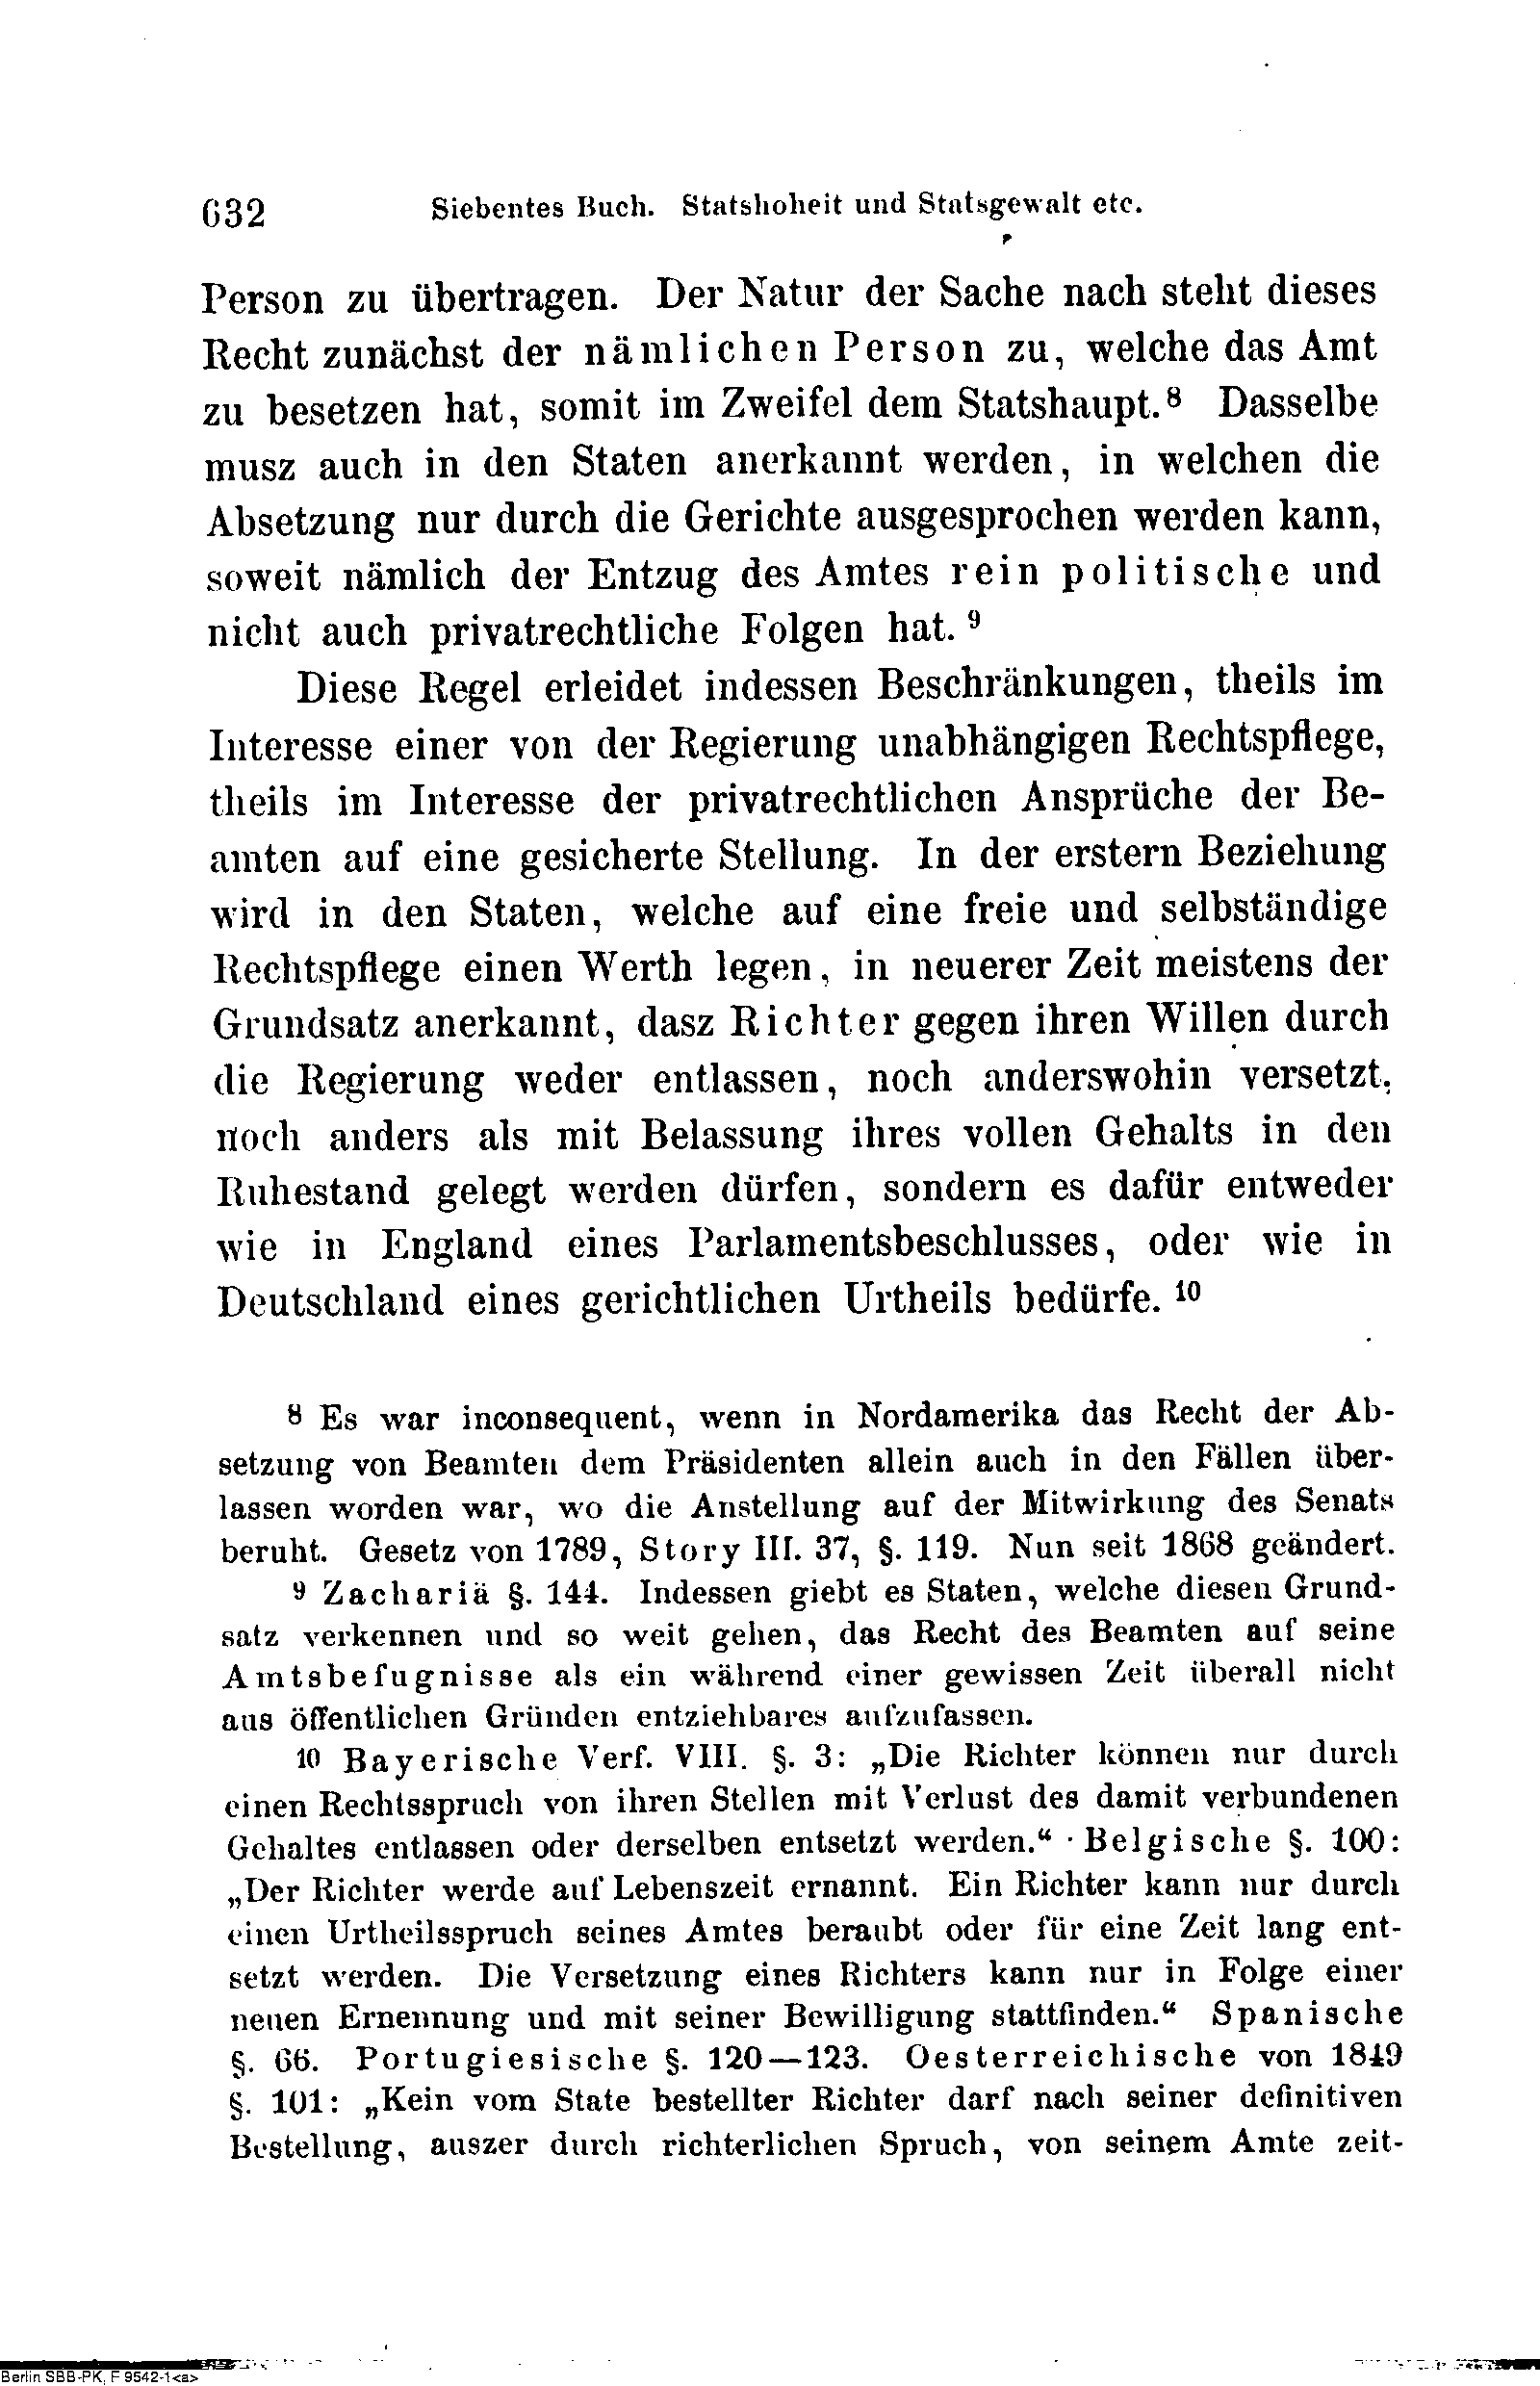 632 Siebentes Buch. Statshoheit und Statsgewalt etc.
Person zu übertragen. Der Natur der Sache nach steht dieses
Recht zunächst der nämlichen Person zu, welche das Amt
zu besetzen hat, somit im Zweifel dem Statshaupt.⁸ Dasselbe
musz auch in den Staten anerkannt werden, in welchen die
Absetzung nur durch die Gerichte ausgesprochen werden kann,
soweit nämlich der Entzug des Amtes rein politische und
nicht auch privatrechtliche Folgen hat.⁹
Diese Regel erleidet indessen Beschränkungen, theils im
Interesse einer von der Regierung unabhängigen Rechtspflege,
theils im Interesse der privatrechtlichen Ansprüche der Be-
amten auf eine gesicherte Stellung. In der erstern Beziehung
wird in den Staten, welche auf eine freie und selbständige
Rechtspflege einen Werth legen, in neuerer Zeit meistens der
Grundsatz anerkannt, dasz Richter gegen ihren Willen durch
die Regierung weder entlassen, noch anderswohin versetzt,
noch anders als mit Belassung ihres vollen Gehalts in den
Ruhestand gelegt werden dürfen, sondern es dafür entweder
wie in England eines Parlamentsbeschlusses, oder wie in
Deutschland eines gerichtlichen Urtheils bedürfe.¹⁰
⁸ Es war inconsequent, wenn in Nordamerika das Recht der Ab-
setzung von Beamten dem Präsidenten allein auch in den Fällen über-
lassen worden war, wo die Anstellung auf der Mitwirkung des Senats
beruht. Gesetz von 1789, Story III. 37, §. 119. Nun seit 1868 geändert.
⁹ Zachariä §. 144. Indessen giebt es Staten, welche diesen Grund-
satz verkennen und so weit gehen, das Recht des Beamten auf seine
Amtsbefugnisse als ein während einer gewissen Zeit überall nicht
aus öffentlichen Gründen entziehbares aufzufassen.
¹⁰ Bayerische Verf. VIII. §. 3: „Die Richter können nur durch
einen Rechtsspruch von ihren Stellen mit Verlust des damit verbundenen
Gehaltes entlassen oder derselben entsetzt werden.“ Belgische §. 100:
„Der Richter werde auf Lebenszeit ernannt. Ein Richter kann nur durch
einen Urtheilsspruch seines Amtes beraubt oder für eine Zeit lang ent-
setzt werden. Die Versetzung eines Richters kann nur in Folge einer
neuen Ernennung und mit seiner Bewilligung stattfinden.“ Spanische
§. 66. Portugiesische §. 120—123. Oesterreichische von 1849
§. 101: „Kein vom State bestellter Richter darf nach seiner definitiven
Bestellung, auszer durch richterlichen Spruch, von seinem Amte zeit-
Berlin SBB-PK, F 9542-1<a>